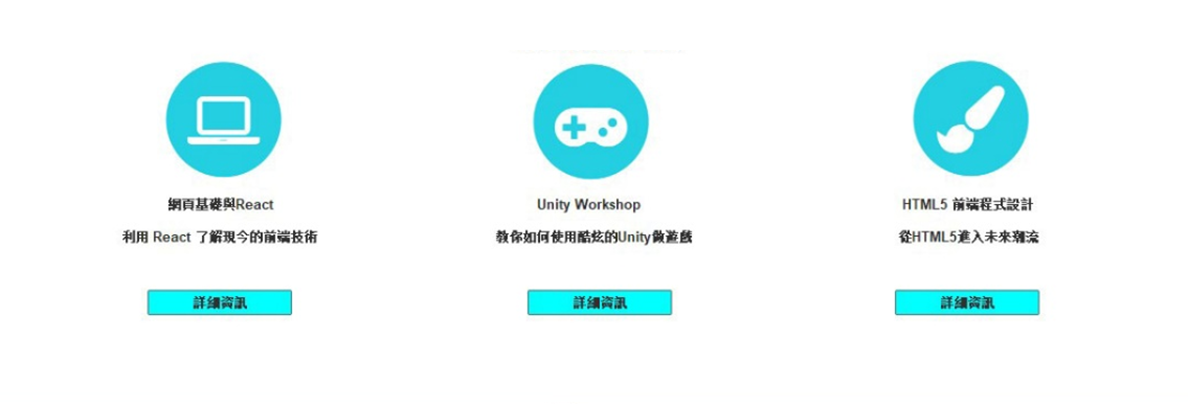 網頁基礎與React
利用 React 了解現今的前端技術
詳細資訊
Unity Workshop
教你如何使用酷炫的Unity做遊戲
詳細資訊
HTML5 前端程式設計
從HTML5進入未來潮流
詳細資訊